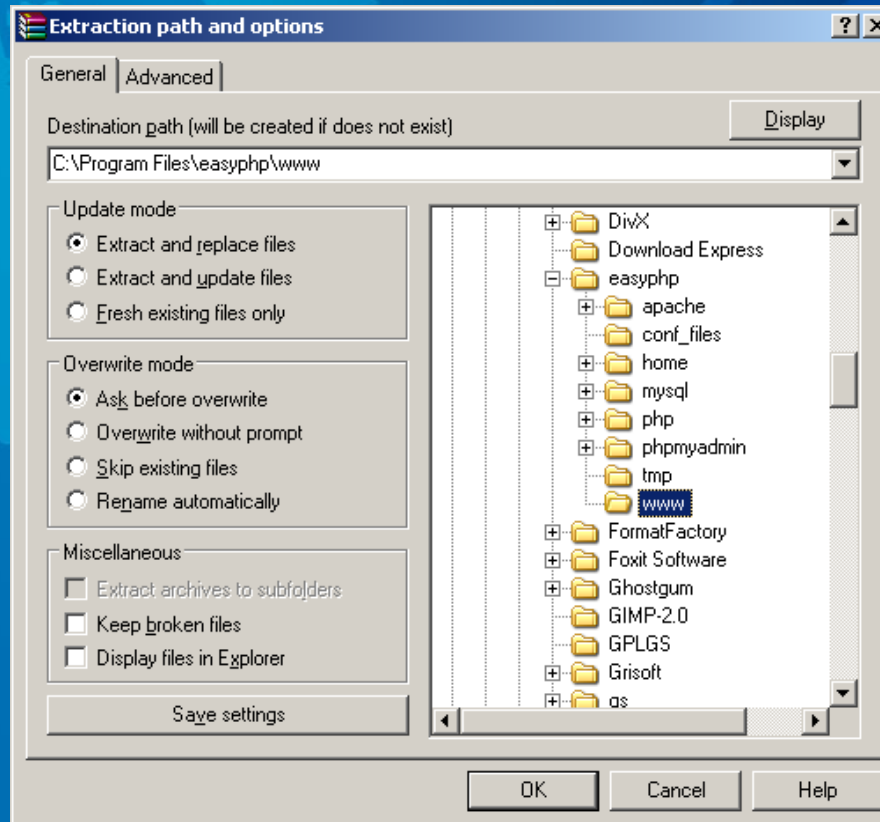 Extraction path and options
General
Advanced
Destination path (will be created if does not exist)
Display
C:\Program Files\easyphp\www
Update mode
Extract and replace files
Extract and update files
Fresh existing files only
Overwrite mode
Ask before overwrite
Overwrite without prompt
Skip existing files
Rename automatically
Miscellaneous
Extract archives to subfolders
Keep broken files
Display files in Explorer
Save settings
DivX
Download Express
easyphp
apache
conf_files
home
mysql
php
phpmyadmin
tmp
www
FormatFactory
Foxit Software
Ghostgum
GIMP-2.0
GPLGS
Grisoft
gs
OK
Cancel
Help